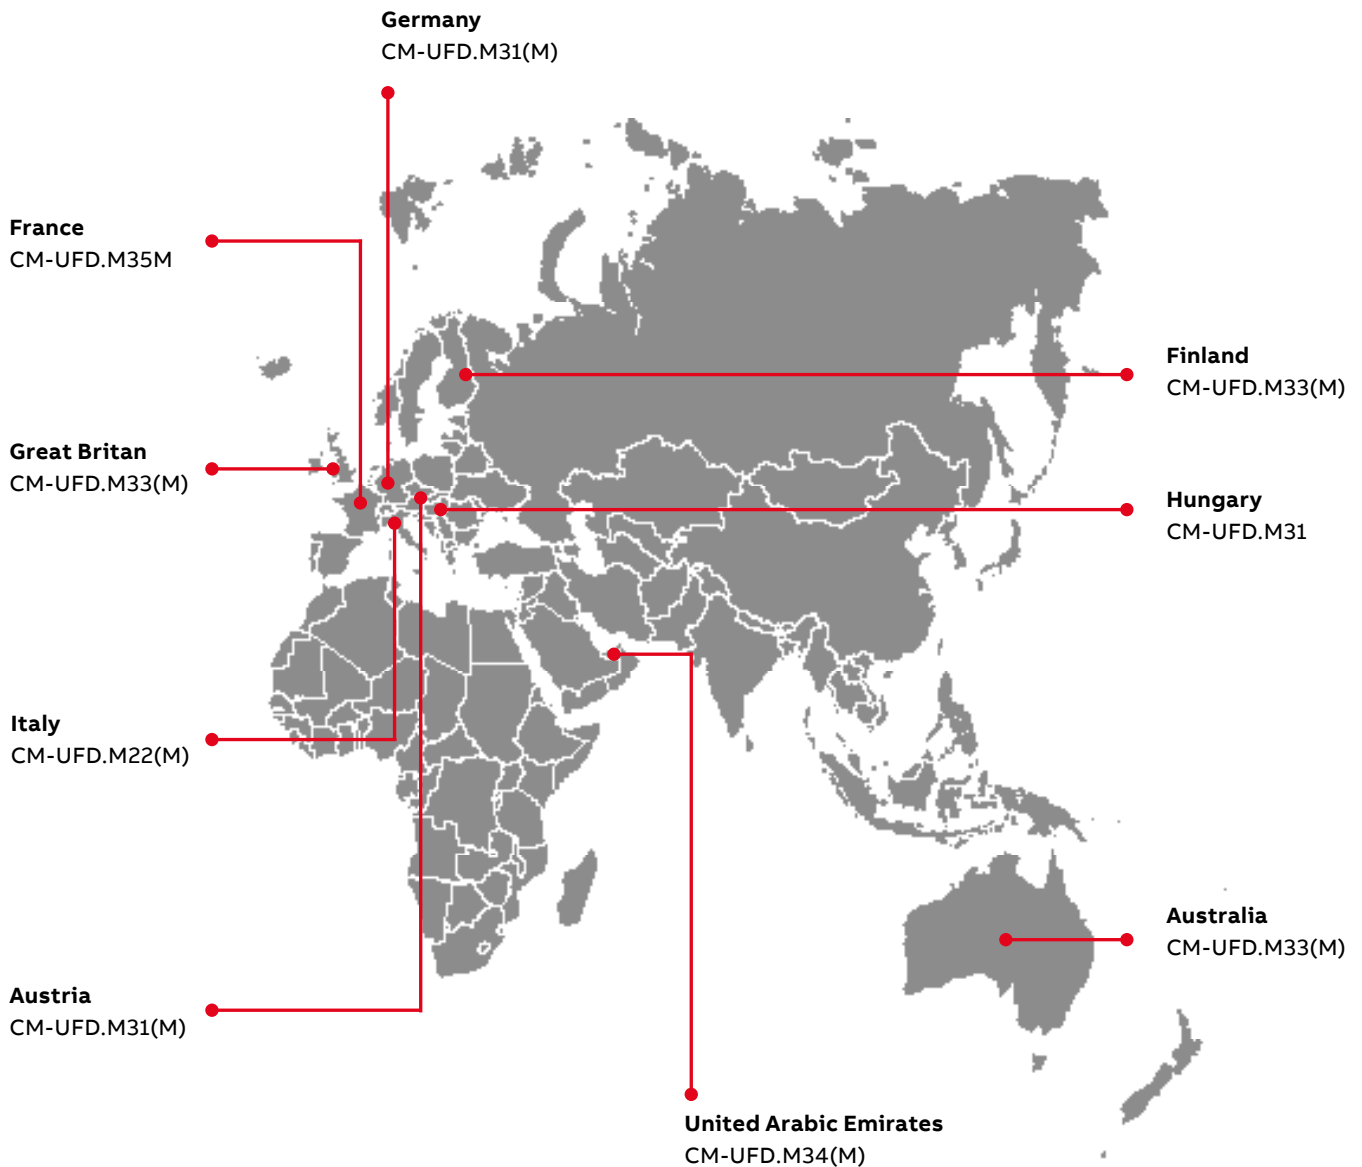 Germany
CM-UFD.M31(M)
France
CM-UFD.M35M
Finland
CM-UFD.M33(M)
Great Britan
CM-UFD.M33(M)
Hungary
CM-UFD.M31
Italy
CM-UFD.M22(M)
Australia
CM-UFD.M33(M)
Austria
CM-UFD.M31(M)
United Arabic Emirates
CM-UFD.M34(M)